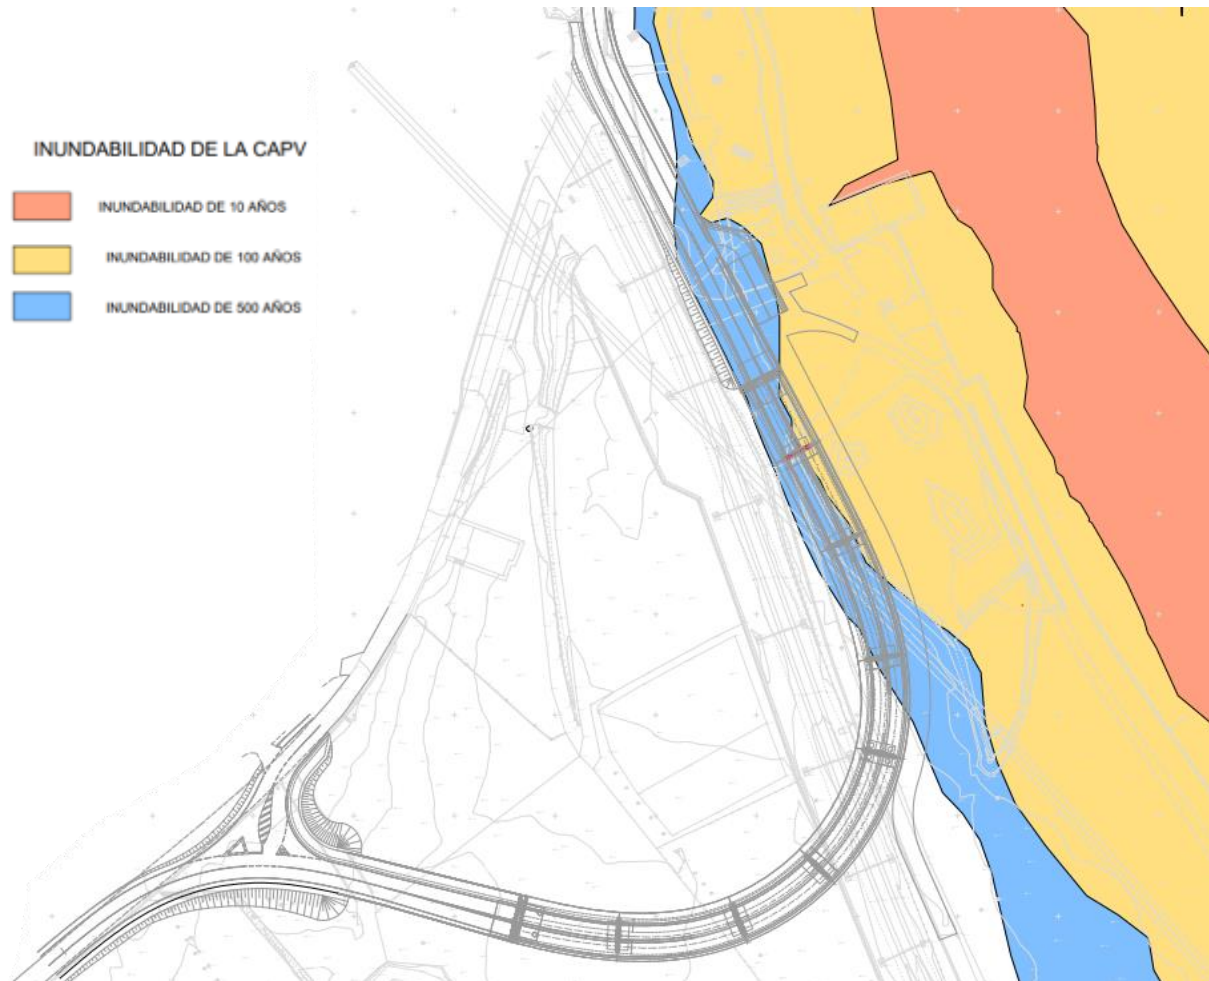 INUNDABILIDAD DE LA CAPV
INUNDABILIDAD DE 10 AÑOS
INUNDABILIDAD DE 100 AÑOS
INUNDABILIDAD DE 500 AÑOS